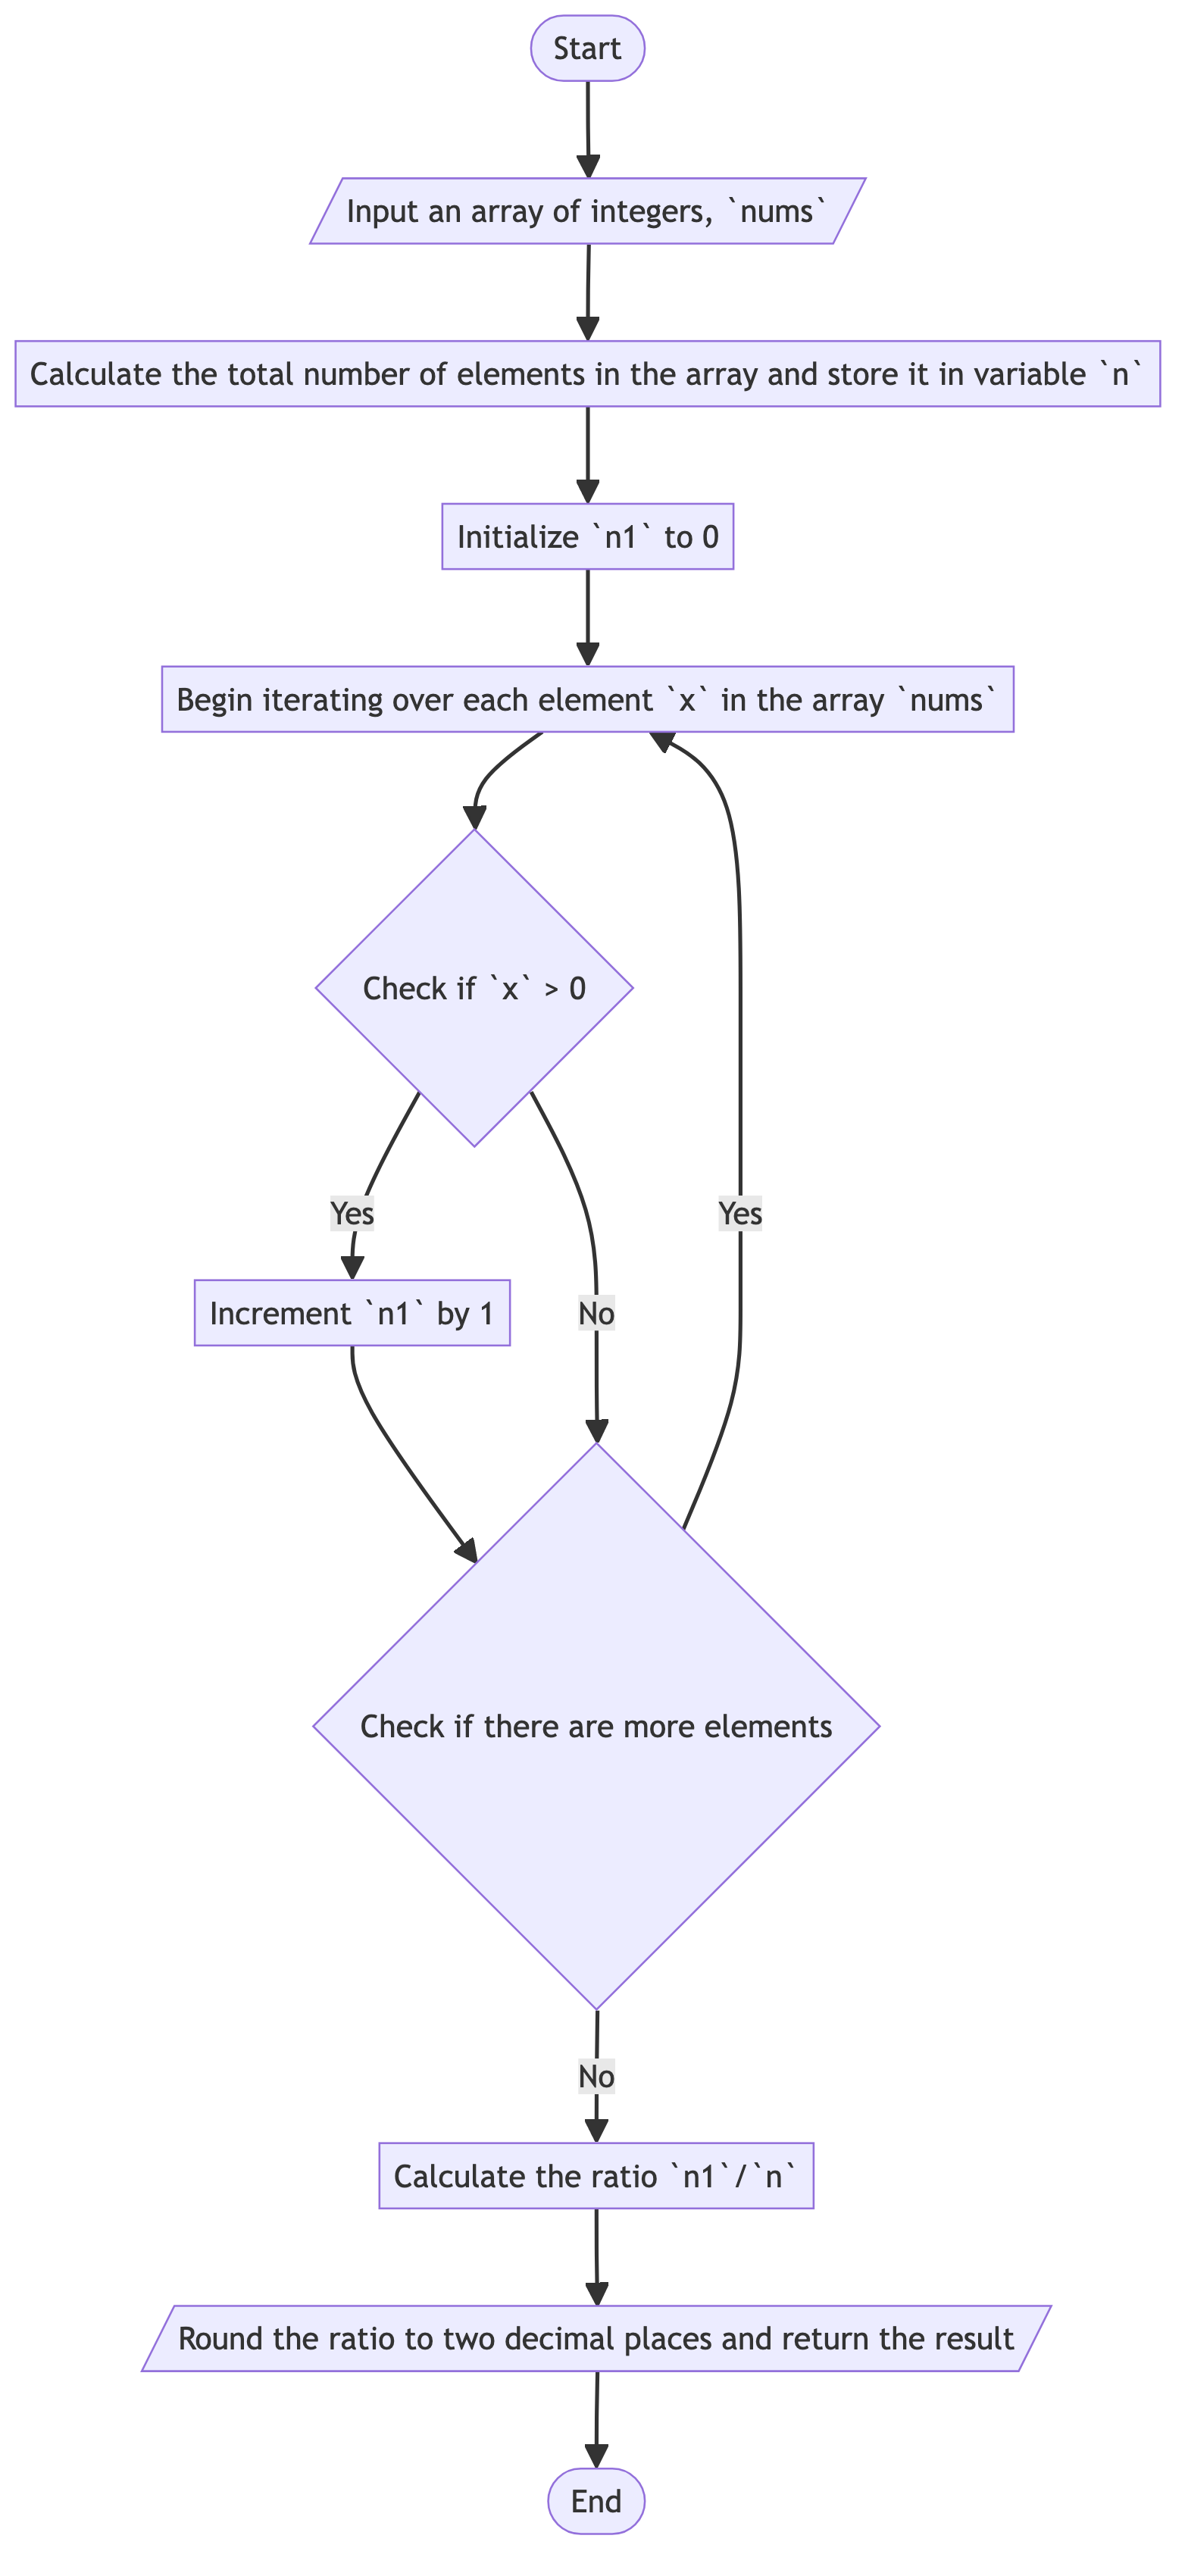 Start
Input an array of integers, `nums`
Calculate the total number of elements in the array and store it in variable `n`
Initialize `n1` to 0
Begin iterating over each element `x` in the array `nums`
Check if `x` > 0
Yes
Yes
Increment `n1` by 1
No
Check if there are more elements
No
Calculate the ratio `n1`/`n`
Round the ratio to two decimal places and return the result
End